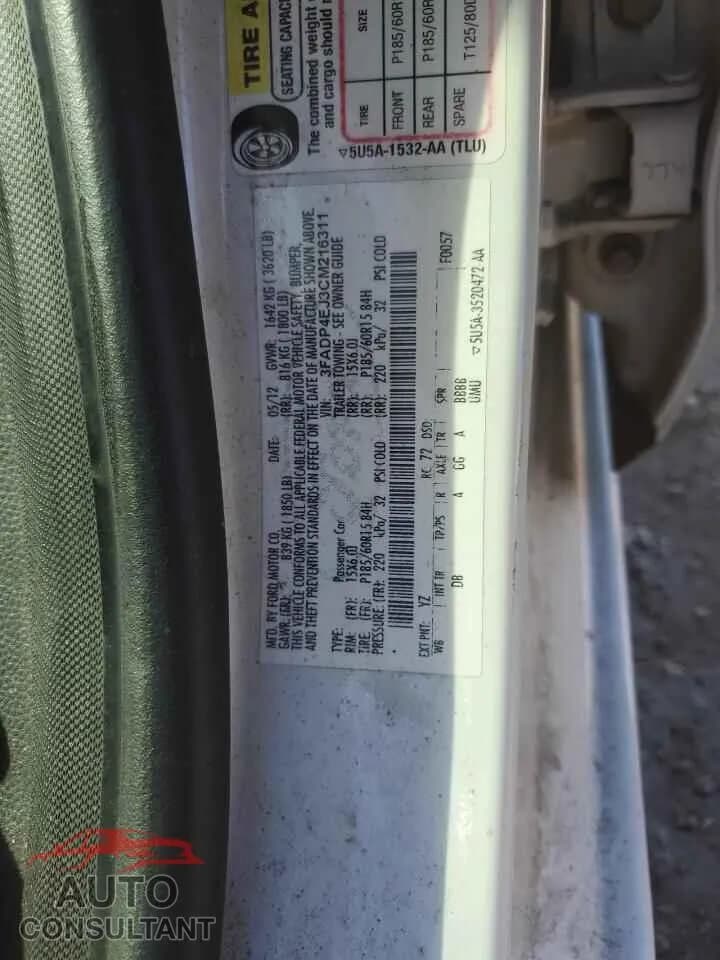 TIRE A
SEATING CAPAC
The combined weight
and cargo should n
TIRE SIZE
FRONT P185/60R
REAR P185/60R
SPARE T125/80D
5U5A-1532-AA (TLU)
MFD. BY FORD MOTOR CO.
DATE: 05/12 GVWR: 1642 KG ( 3620 LB)
GAWR: (GR): 839 KG ( 1850 LB) (RR): 816 KG ( 1800 LB)
THIS VEHICLE CONFORMS TO ALL APPLICABLE FEDERAL MOTOR VEHICLE SAFETY, BUMPER,
AND THEFT PREVENTION STANDARDS IN EFFECT ON THE DATE OF MANUFACTURE SHOWN ABOVE.
VIN: 3FADP4EJ3CM216311
TYPE: Passenger Car TRAILER TOWING - SEE OWNER GUIDE
RIM: (FR): 15X6.0J (RR): 15X6.0J
TIRE (FR): P185/60R15 84H (RR): P185/60R15 84H
PRESSURE (FR): 220 kPa/ 32 PSI COLD (RR): 220 kPa/ 32 PSI COLD
F0057
EXT PNT: YZ RC: 72 DSO:
WB INT TR TP/PS R AXLE TR SPR
DB A GG A BBBB
UMU
5U5A-3520472-AA
AUTO
CONSULTANT